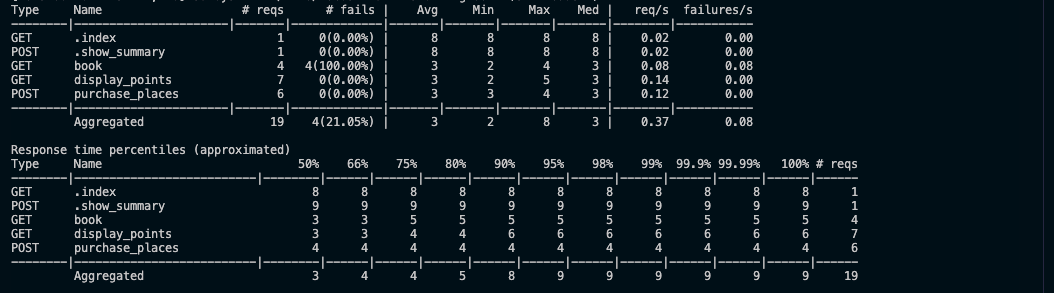 Type Name # reqs # fails | Avg Min Max Med | req/s failures/s
--------|----------------------|-------|-------------|-------|-------|-------|-------|--------|-----------
GET .index 1 0(0.00%) | 8 8 8 8 | 0.02 0.00
POST .show_summary 1 0(0.00%) | 8 8 8 8 | 0.02 0.00
GET book 4 4(100.00%) | 3 2 4 3 | 0.08 0.08
GET display_points 7 0(0.00%) | 3 2 5 3 | 0.14 0.00
POST purchase_places 6 0(0.00%) | 3 3 4 3 | 0.12 0.00
--------|----------------------|-------|-------------|-------|-------|-------|-------|--------|-----------
Aggregated 19 4(21.05%) | 3 2 8 3 | 0.37 0.08
Response time percentiles (approximated)
Type Name 50% 66% 75% 80% 90% 95% 98% 99% 99.9% 99.99% 100% # reqs
--------|--------------------------|--------|------|------|------|------|------|------|------|------|------|------|------
GET .index 8 8 8 8 8 8 8 8 8 8 8 1
POST .show_summary 9 9 9 9 9 9 9 9 9 9 9 1
GET book 3 3 5 5 5 5 5 5 5 5 5 4
GET display_points 3 3 4 4 6 6 6 6 6 6 6 7
POST purchase_places 4 4 4 4 4 4 4 4 4 4 4 6
--------|--------------------------|--------|------|------|------|------|------|------|------|------|------|------|------
Aggregated 3 4 4 5 8 9 9 9 9 9 9 19